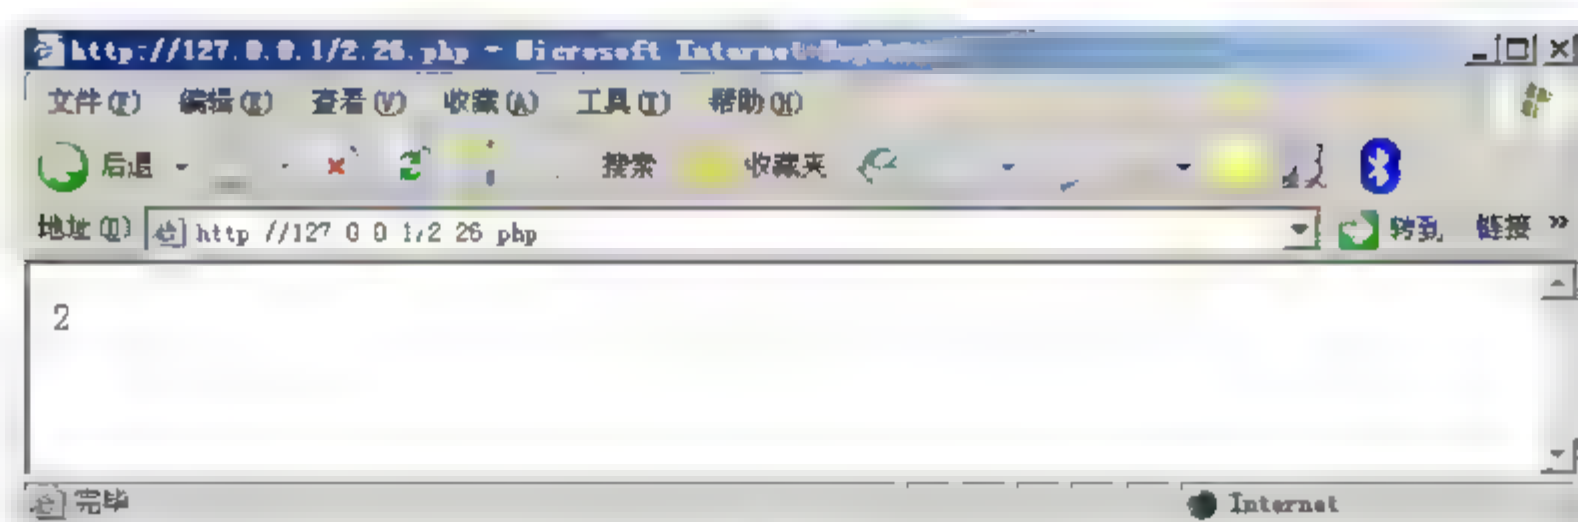 http://127.0.0.1/2.26.php - Microsoft Internet
文件(F) 编辑(E) 查看(V) 收藏(A) 工具(T) 帮助(H)
后退 搜索 收藏夹
地址(D) http //127 0 0 1/2 26 php 转到 链接 »
2
完毕 Internet